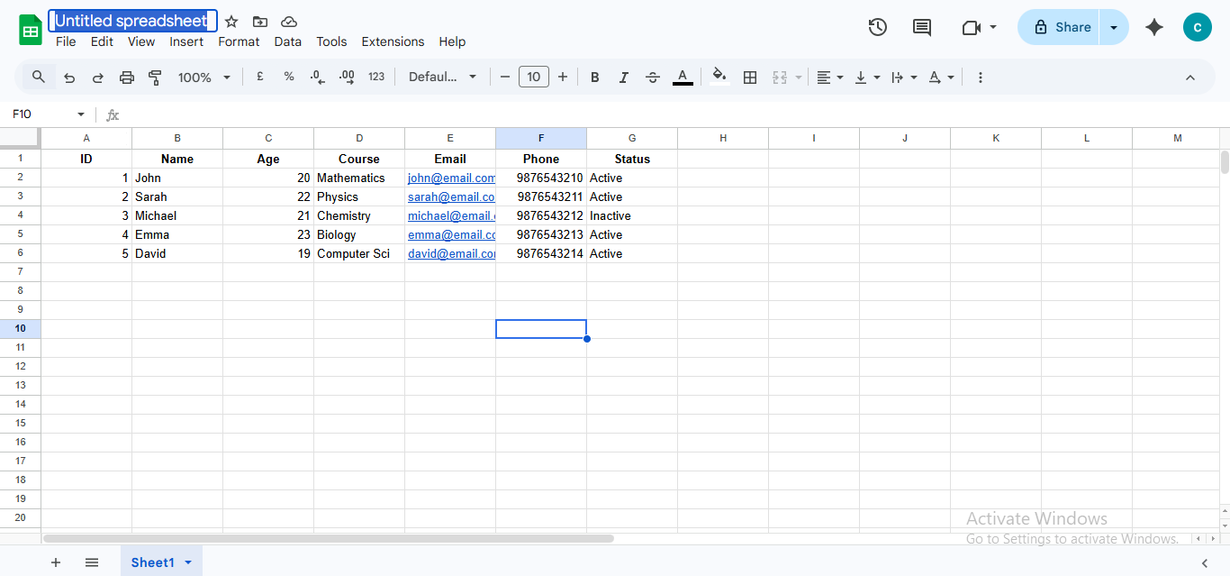 Untitled spreadsheet
File Edit View Insert Format Data Tools Extensions Help
Share
C
100% £ % .0 .00 123 Defaul... − 10 + B I S A A
F10 fx
A B C D E F G H I J K L M
1 ID Name Age Course Email Phone Status
2 1 John 20 Mathematics john@email.com 9876543210 Active
3 2 Sarah 22 Physics sarah@email.co 9876543211 Active
4 3 Michael 21 Chemistry michael@email. 9876543212 Inactive
5 4 Emma 23 Biology emma@email.cc 9876543213 Active
6 5 David 19 Computer Sci david@email.co 9876543214 Active
7
8
9
10
11
12
13
14
15
16
17
18
19
20
Activate Windows
Go to Settings to activate Windows.
+ Sheet1